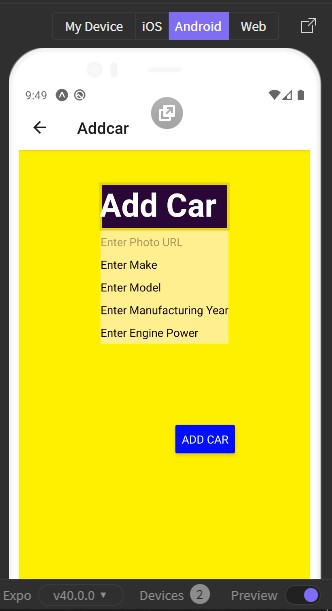 My Device iOS Android Web
9:49
Addcar
Add Car
Enter Photo URL
Enter Make
Enter Model
Enter Manufacturing Year
Enter Engine Power
ADD CAR
Expo v40.0.0 Devices 2 Preview